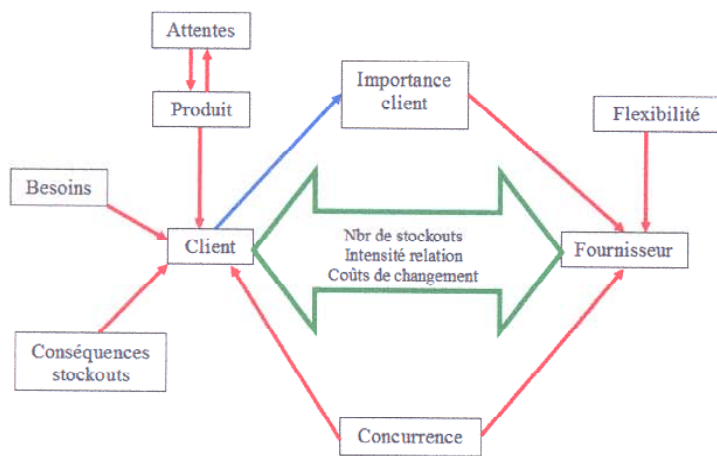 Attentes
Importance
client
Produit
Flexibilité
Besoins
Client
Nbr de stockouts
Intensité relation
Coûts de changement
Fournisseur
Conséquences
stockouts
Concurrence